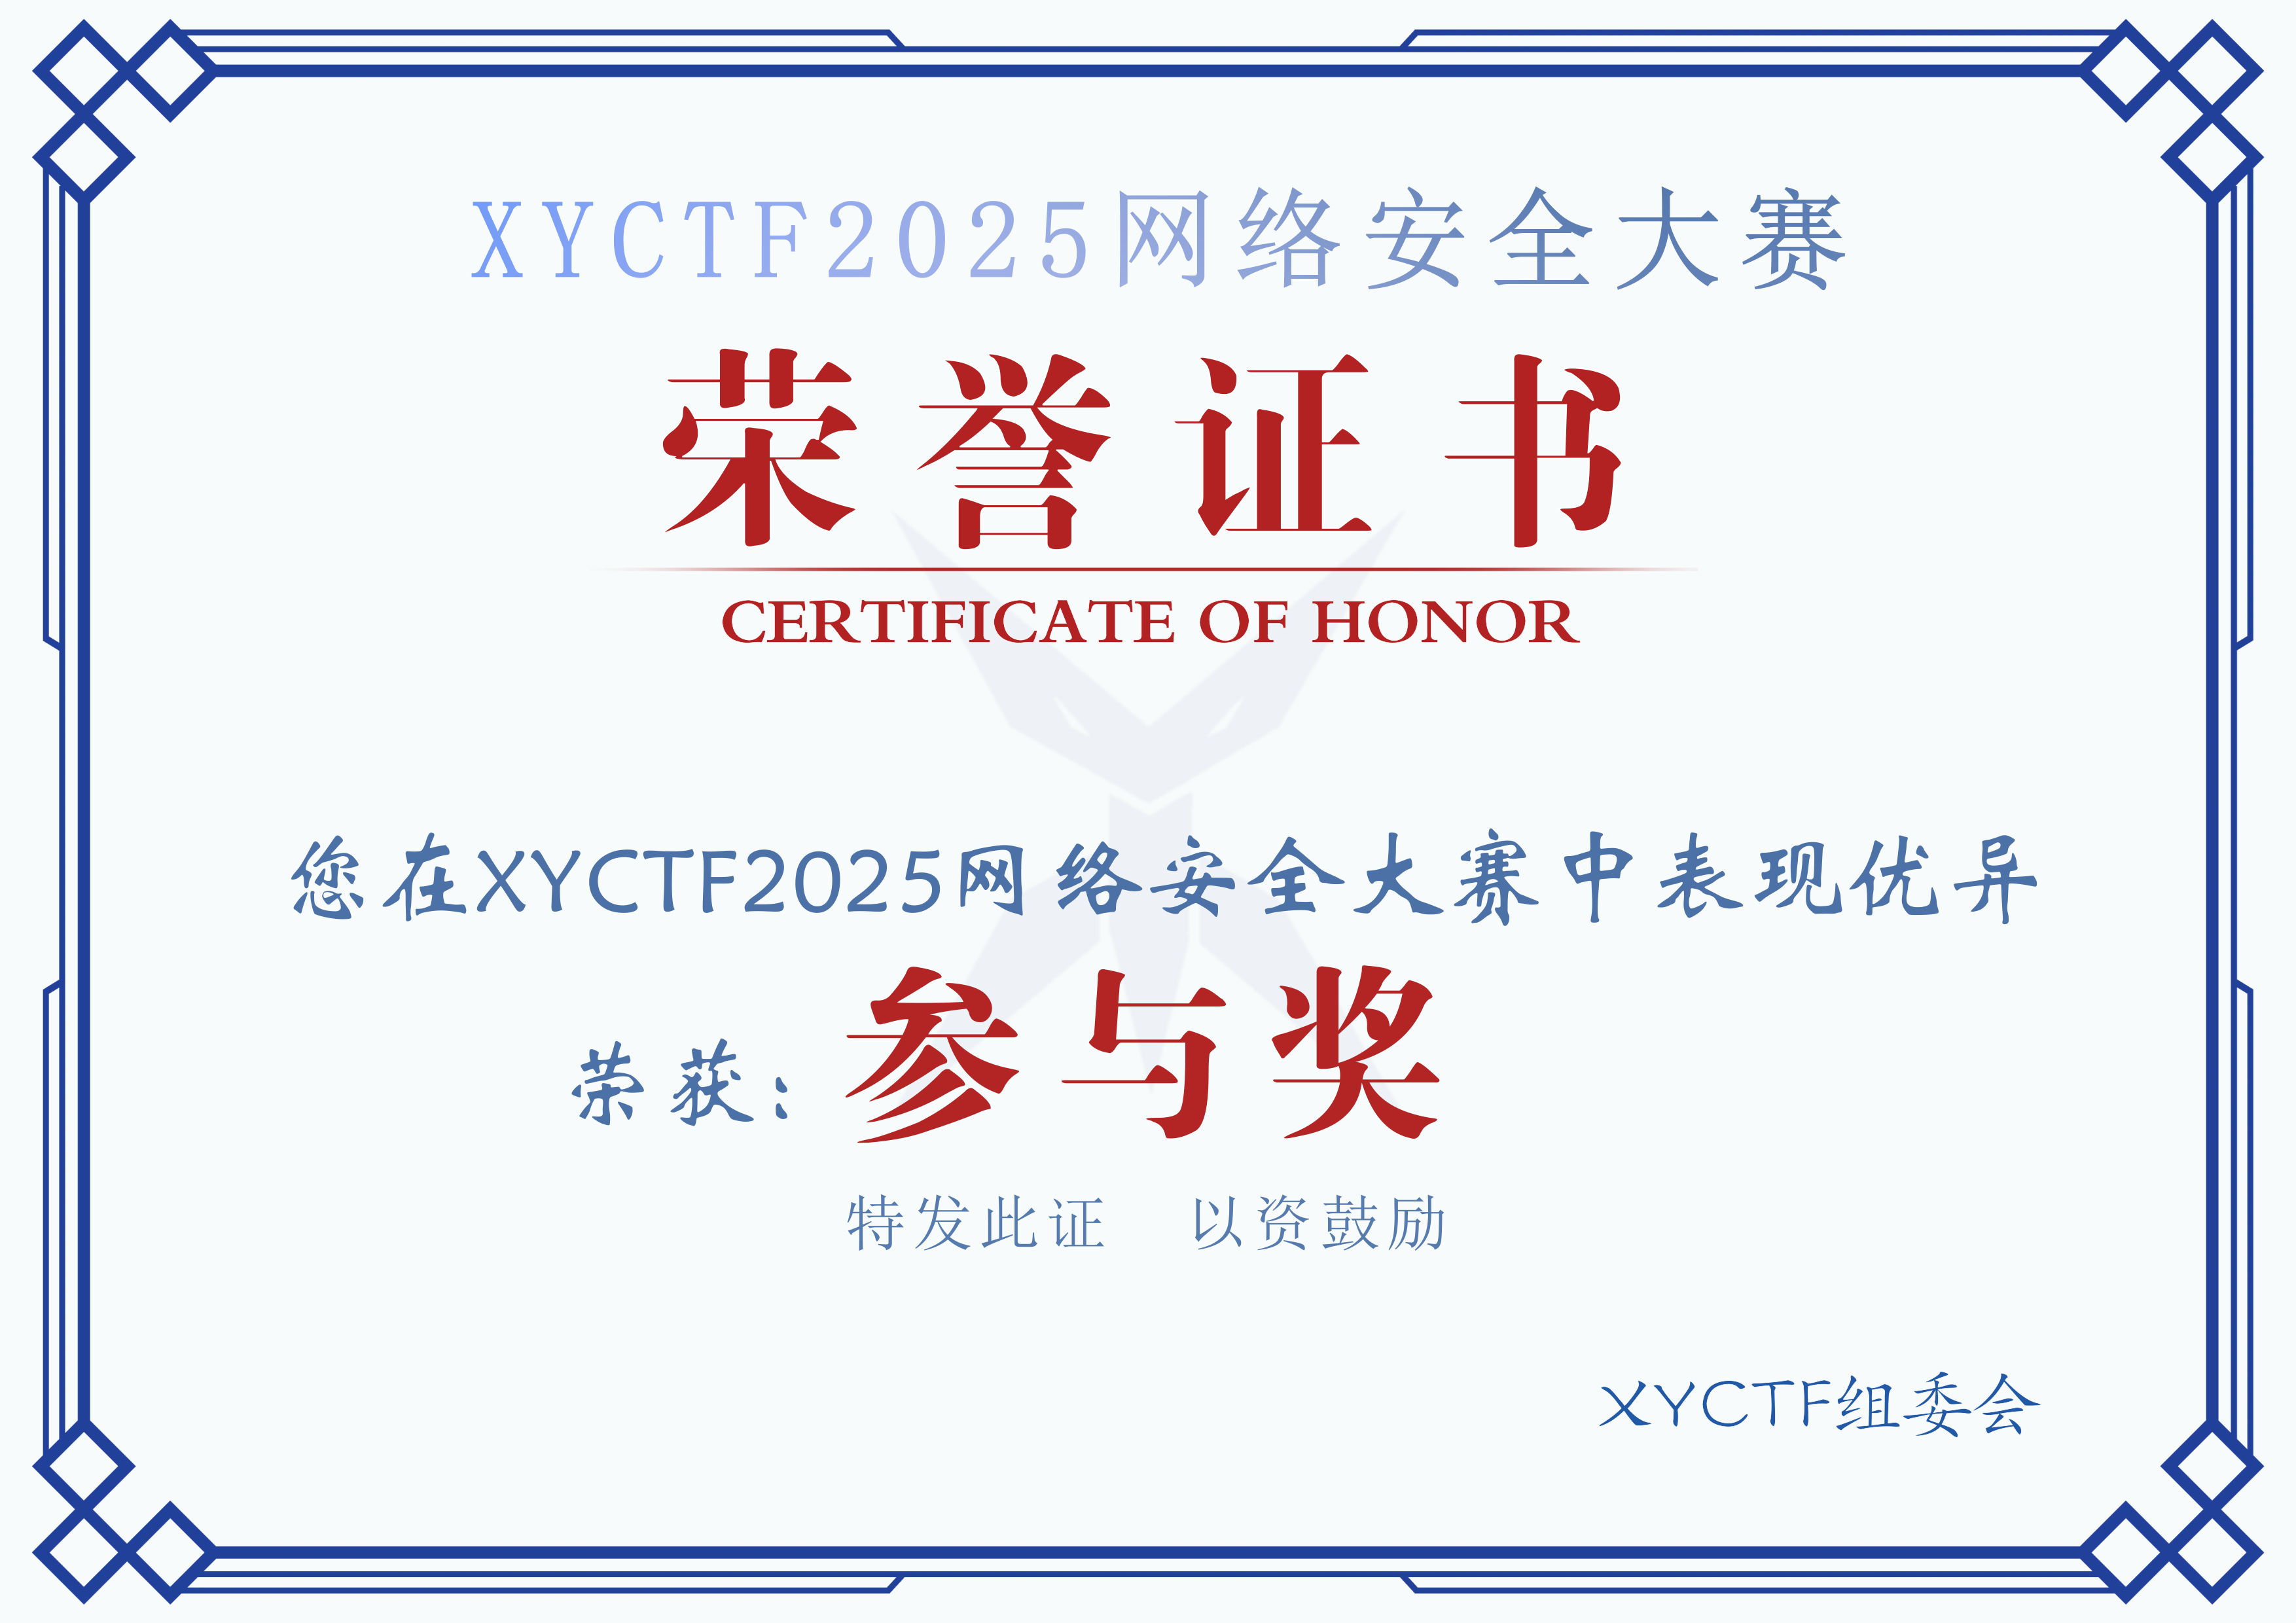 XYCTF2025网络安全大赛
荣誉证书
CERTIFICATE OF HONOR
您在XYCTF2025网络安全大赛中表现优异
荣获：参与奖
特发此证 以资鼓励
XYCTF组委会